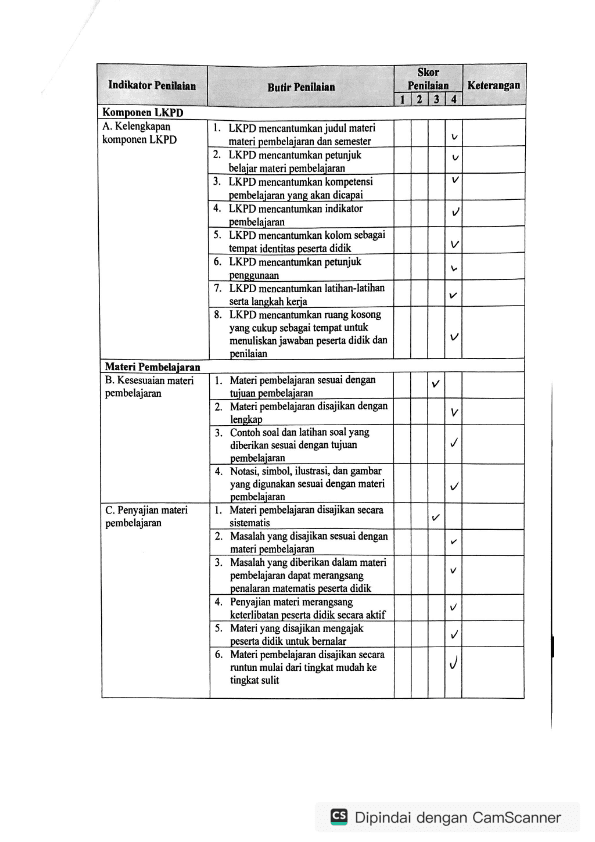 Indikator Penilaian Butir Penilaian Skor Penilaian Keterangan
1 2 3 4
Komponen LKPD
A. Kelengkapan
komponen LKPD
1. LKPD mencantumkan judul materi
materi pembelajaran dan semester ✓
2. LKPD mencantumkan petunjuk
belajar materi pembelajaran ✓
3. LKPD mencantumkan kompetensi
pembelajaran yang akan dicapai ✓
4. LKPD mencantumkan indikator
pembelajaran ✓
5. LKPD mencantumkan kolom sebagai
tempat identitas peserta didik ✓
6. LKPD mencantumkan petunjuk
penggunaan ✓
7. LKPD mencantumkan latihan-latihan
serta langkah kerja ✓
8. LKPD mencantumkan ruang kosong
yang cukup sebagai tempat untuk
menuliskan jawaban peserta didik dan
penilaian ✓
Materi Pembelajaran
B. Kesesuaian materi
pembelajaran
1. Materi pembelajaran sesuai dengan
tujuan pembelajaran ✓
2. Materi pembelajaran disajikan dengan
lengkap ✓
3. Contoh soal dan latihan soal yang
diberikan sesuai dengan tujuan
pembelajaran ✓
4. Notasi, simbol, ilustrasi, dan gambar
yang digunakan sesuai dengan materi
pembelajaran ✓
C. Penyajian materi
pembelajaran
1. Materi pembelajaran disajikan secara
sistematis ✓
2. Masalah yang disajikan sesuai dengan
materi pembelajaran ✓
3. Masalah yang diberikan dalam materi
pembelajaran dapat merangsang
penalaran matematis peserta didik ✓
4. Penyajian materi merangsang
keterlibatan peserta didik secara aktif ✓
5. Materi yang disajikan mengajak
peserta didik untuk bernalar ✓
6. Materi pembelajaran disajikan secara
runtun mulai dari tingkat mudah ke
tingkat sulit ✓
CS Dipindai dengan CamScanner